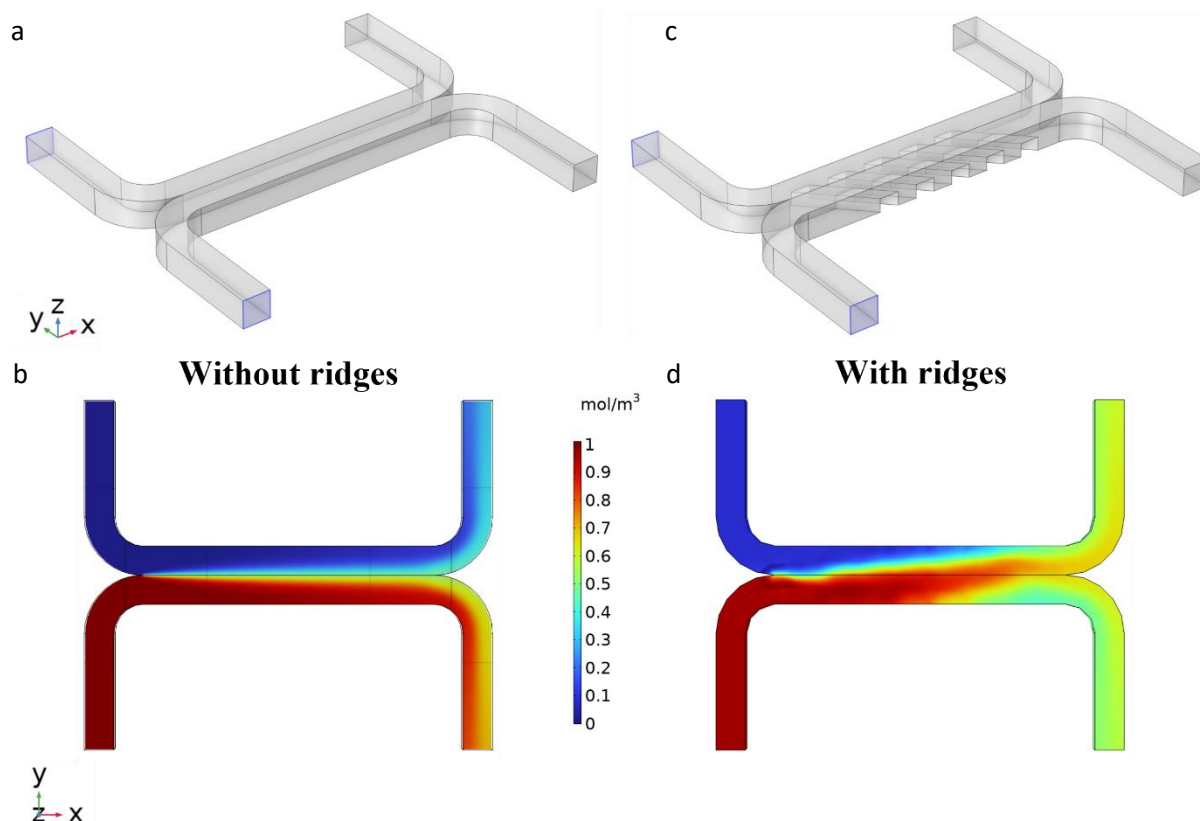 a
c
z
y
x
b
Without ridges
d
With ridges
mol/m³
1
0.9
0.8
0.7
0.6
0.5
0.4
0.3
0.2
0.1
0
y
z
x